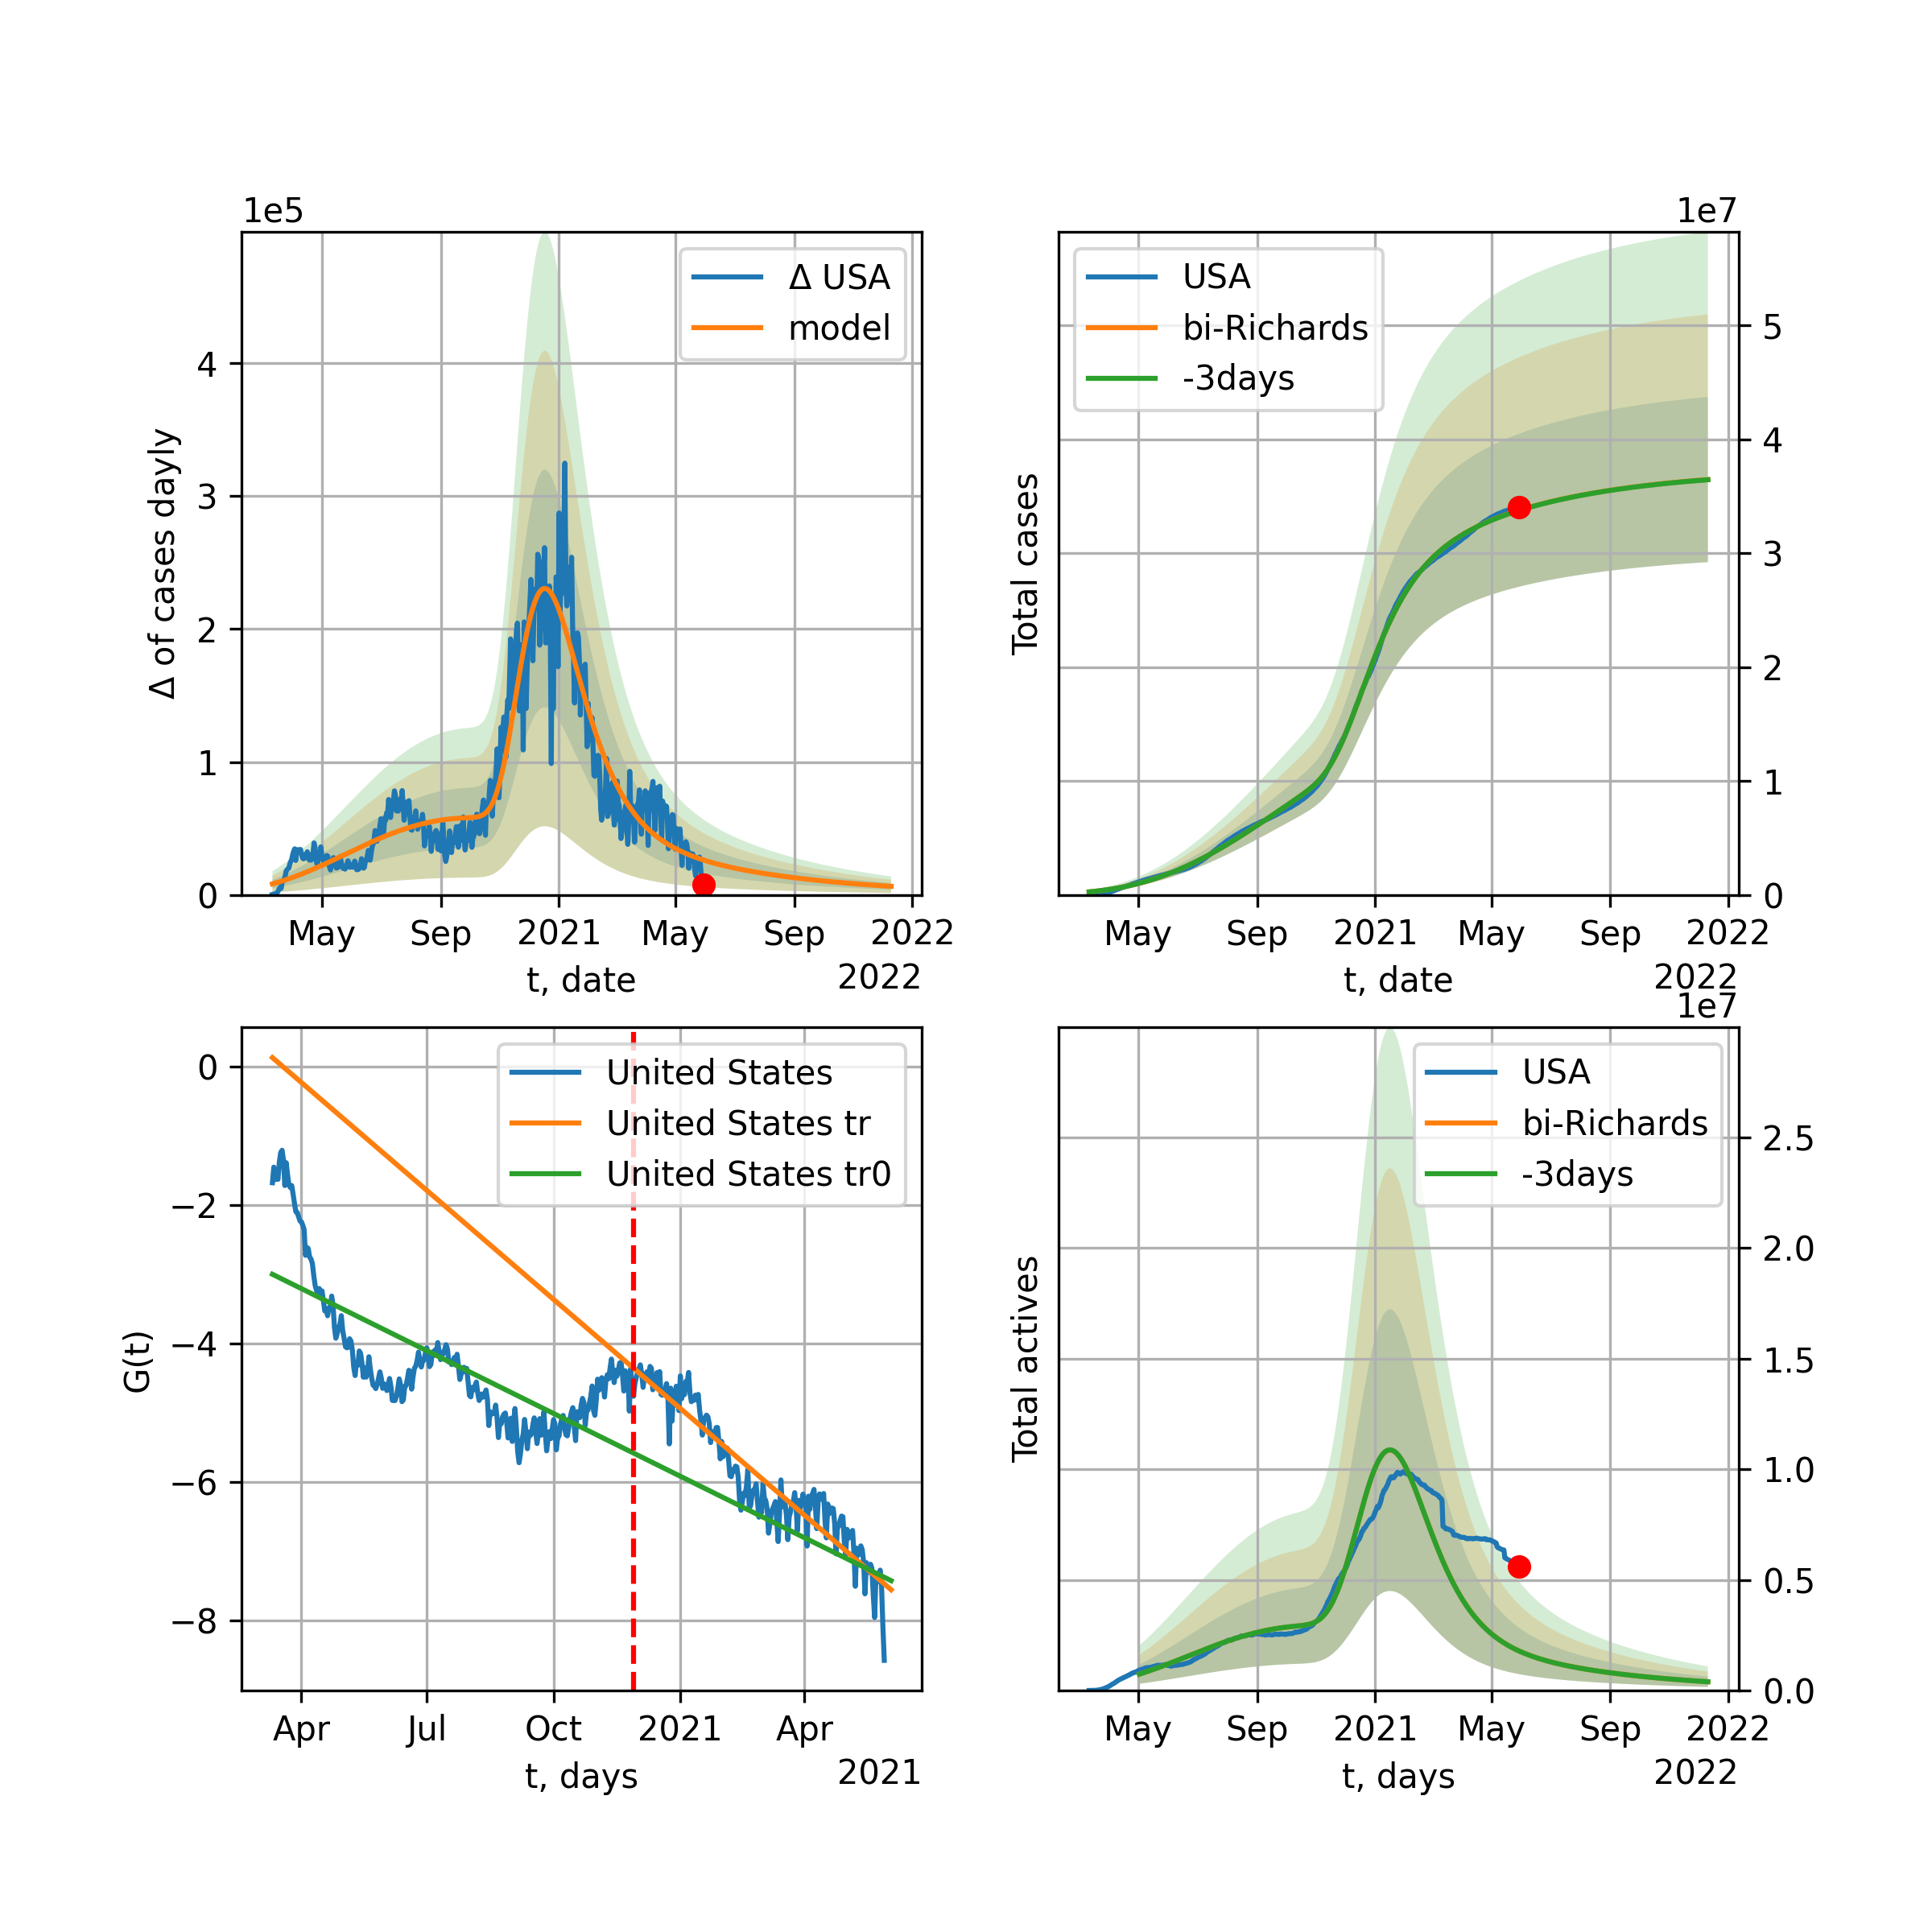 1e5
Δ of cases dayly
4
3
2
1
0
Δ USA
model
May Sep 2021 May Sep 2022
t, date
2022
1e7
Total cases
USA
bi-Richards
-3days
5
4
3
2
1
0
May Sep 2021 May Sep 2022
t, date
2022
G(t)
0
−2
−4
−6
−8
United States
United States tr
United States tr0
Apr Jul Oct 2021 Apr
t, days
2021
1e7
Total actives
USA
bi-Richards
-3days
2.5
2.0
1.5
1.0
0.5
0.0
May Sep 2021 May Sep 2022
t, days
2022